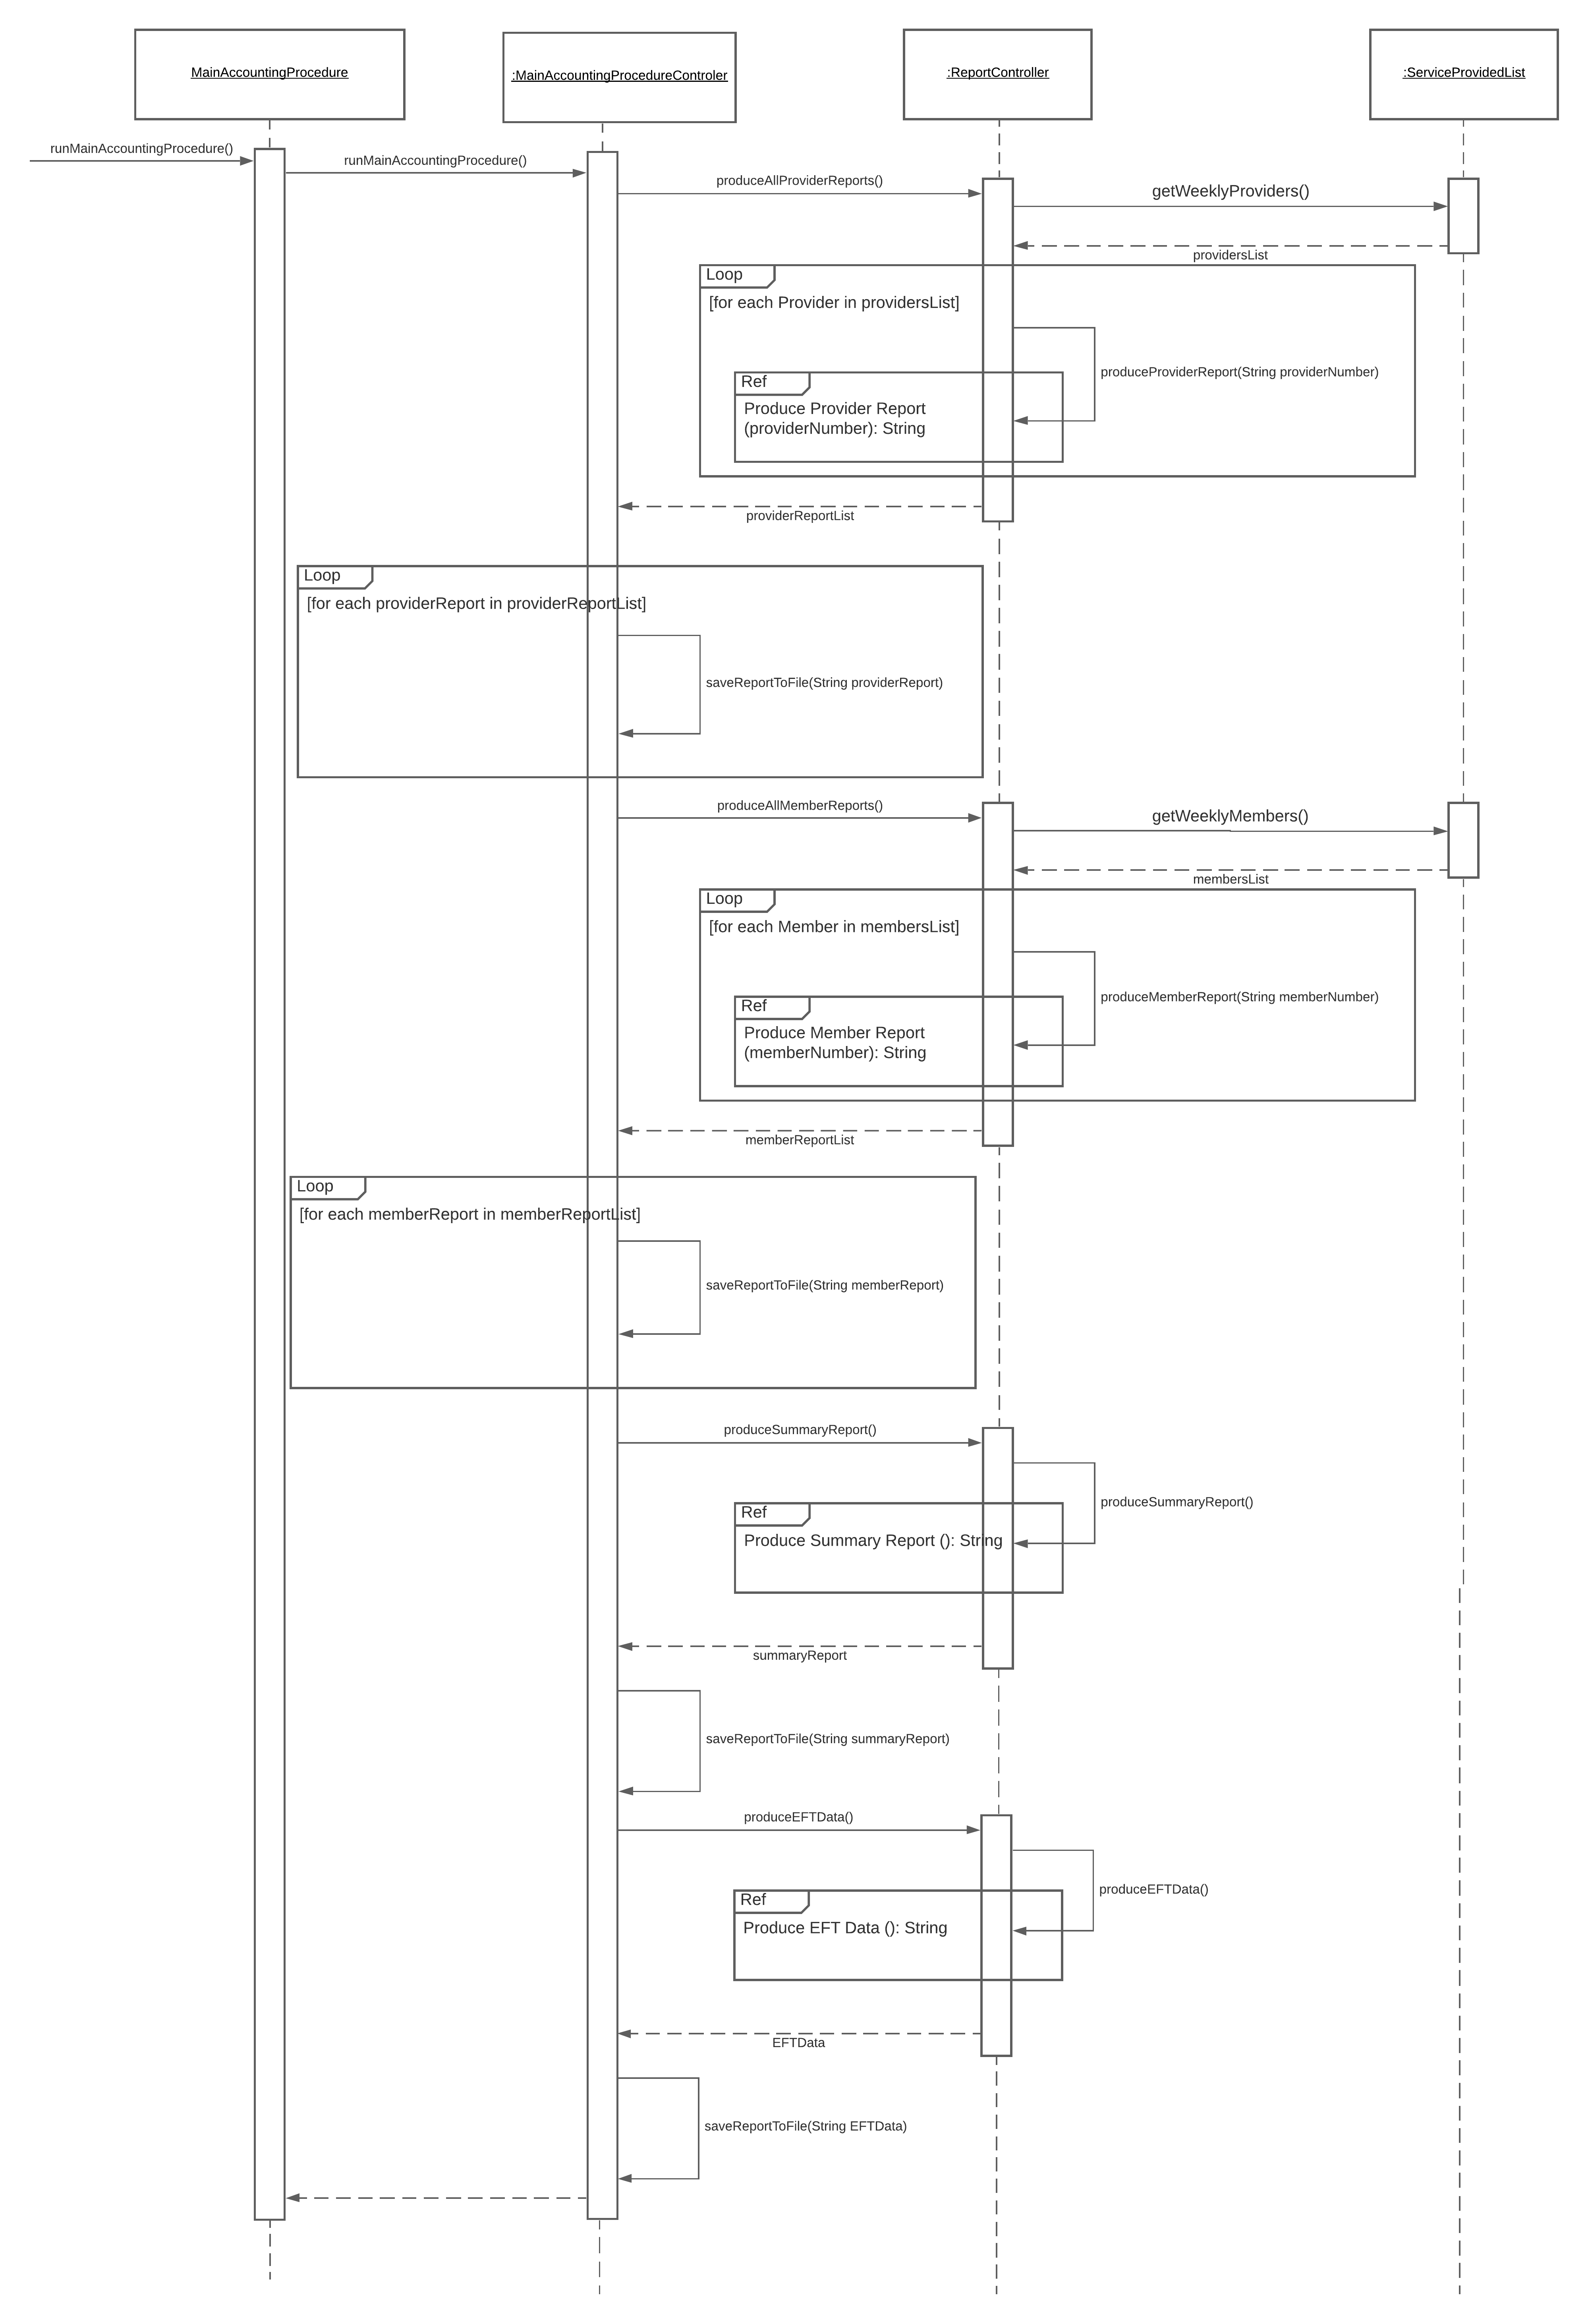 MainAccountingProcedure
:MainAccountingProcedureControler
:ReportController
:ServiceProvidedList
runMainAccountingProcedure()
runMainAccountingProcedure()
produceAllProviderReports()
getWeeklyProviders()
providersList
Loop
[for each Provider in providersList]
produceProviderReport(String providerNumber)
Ref
Produce Provider Report
(providerNumber): String
providerReportList
Loop
[for each providerReport in providerReportList]
saveReportToFile(String providerReport)
produceAllMemberReports()
getWeeklyMembers()
membersList
Loop
[for each Member in membersList]
produceMemberReport(String memberNumber)
Ref
Produce Member Report
(memberNumber): String
memberReportList
Loop
[for each memberReport in memberReportList]
saveReportToFile(String memberReport)
produceSummaryReport()
produceSummaryReport()
Ref
Produce Summary Report (): String
summaryReport
saveReportToFile(String summaryReport)
produceEFTData()
produceEFTData()
Ref
Produce EFT Data (): String
EFTData
saveReportToFile(String EFTData)